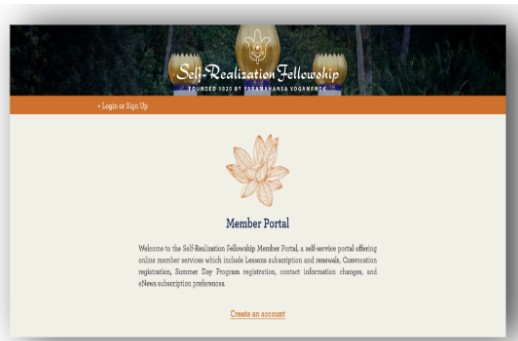 Self-Realization Fellowship
FOUNDED 1920 BY PARAMAHANSA YOGANANDA
+ Login or Sign Up
Member Portal
Welcome to the Self-Realization Fellowship Member Portal, a self-service portal offering
online member services which include Lessons subscription and renewals, Convocation
registration, Summer Day Program registration, contact information changes, and
eNews subscription preferences.
Create an account